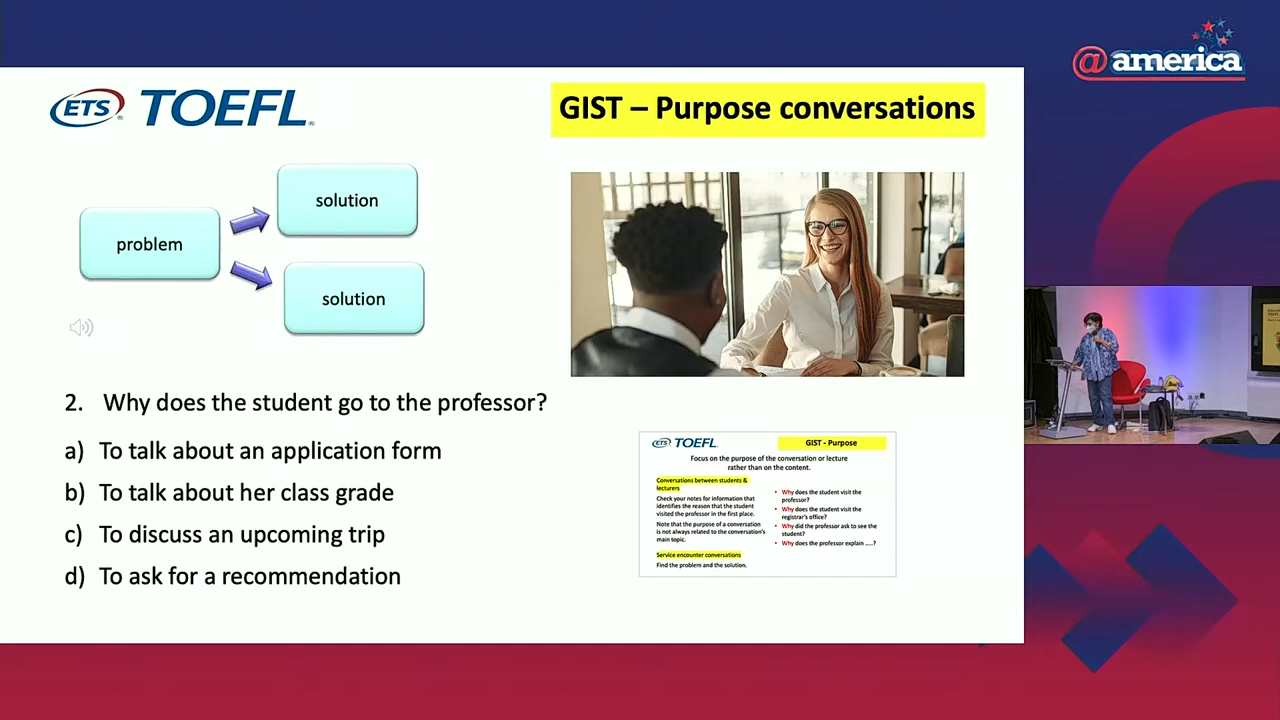 @america
ETS TOEFL
GIST – Purpose conversations
problem
solution
solution
2. Why does the student go to the professor?
a) To talk about an application form
b) To talk about her class grade
c) To discuss an upcoming trip
d) To ask for a recommendation
ETS TOEFL
GIST - Purpose
Focus on the purpose of the conversation or lecture
rather than on the content.
Conversations between students &
lecturers
Check your notes for information that
identifies the reason that the student
visited the professor in the first place.
Note that the purpose of a conversation
is not always related to the conversation's
main topic.
Service encounter conversations
Find the problem and the solution.
• Why does the student visit the
professor?
• Why does the student visit the
registrar's office?
• Why did the professor ask to see the
student?
• Why does the professor explain .....?